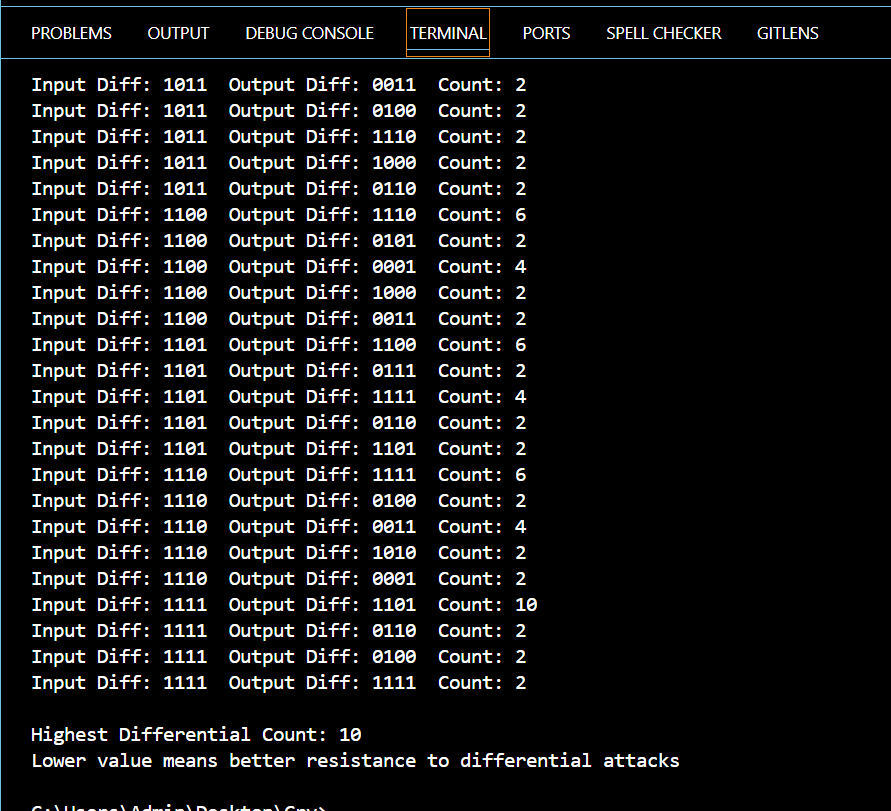 PROBLEMS OUTPUT DEBUG CONSOLE TERMINAL PORTS SPELL CHECKER GITLENS
Input Diff: 1011 Output Diff: 0011 Count: 2
Input Diff: 1011 Output Diff: 0100 Count: 2
Input Diff: 1011 Output Diff: 1110 Count: 2
Input Diff: 1011 Output Diff: 1000 Count: 2
Input Diff: 1011 Output Diff: 0110 Count: 2
Input Diff: 1100 Output Diff: 1110 Count: 6
Input Diff: 1100 Output Diff: 0101 Count: 2
Input Diff: 1100 Output Diff: 0001 Count: 4
Input Diff: 1100 Output Diff: 1000 Count: 2
Input Diff: 1100 Output Diff: 0011 Count: 2
Input Diff: 1101 Output Diff: 1100 Count: 6
Input Diff: 1101 Output Diff: 0111 Count: 2
Input Diff: 1101 Output Diff: 1111 Count: 4
Input Diff: 1101 Output Diff: 0110 Count: 2
Input Diff: 1101 Output Diff: 1101 Count: 2
Input Diff: 1110 Output Diff: 1111 Count: 6
Input Diff: 1110 Output Diff: 0100 Count: 2
Input Diff: 1110 Output Diff: 0011 Count: 4
Input Diff: 1110 Output Diff: 1010 Count: 2
Input Diff: 1110 Output Diff: 0001 Count: 2
Input Diff: 1111 Output Diff: 1101 Count: 10
Input Diff: 1111 Output Diff: 0110 Count: 2
Input Diff: 1111 Output Diff: 0100 Count: 2
Input Diff: 1111 Output Diff: 1111 Count: 2
Highest Differential Count: 10
Lower value means better resistance to differential attacks